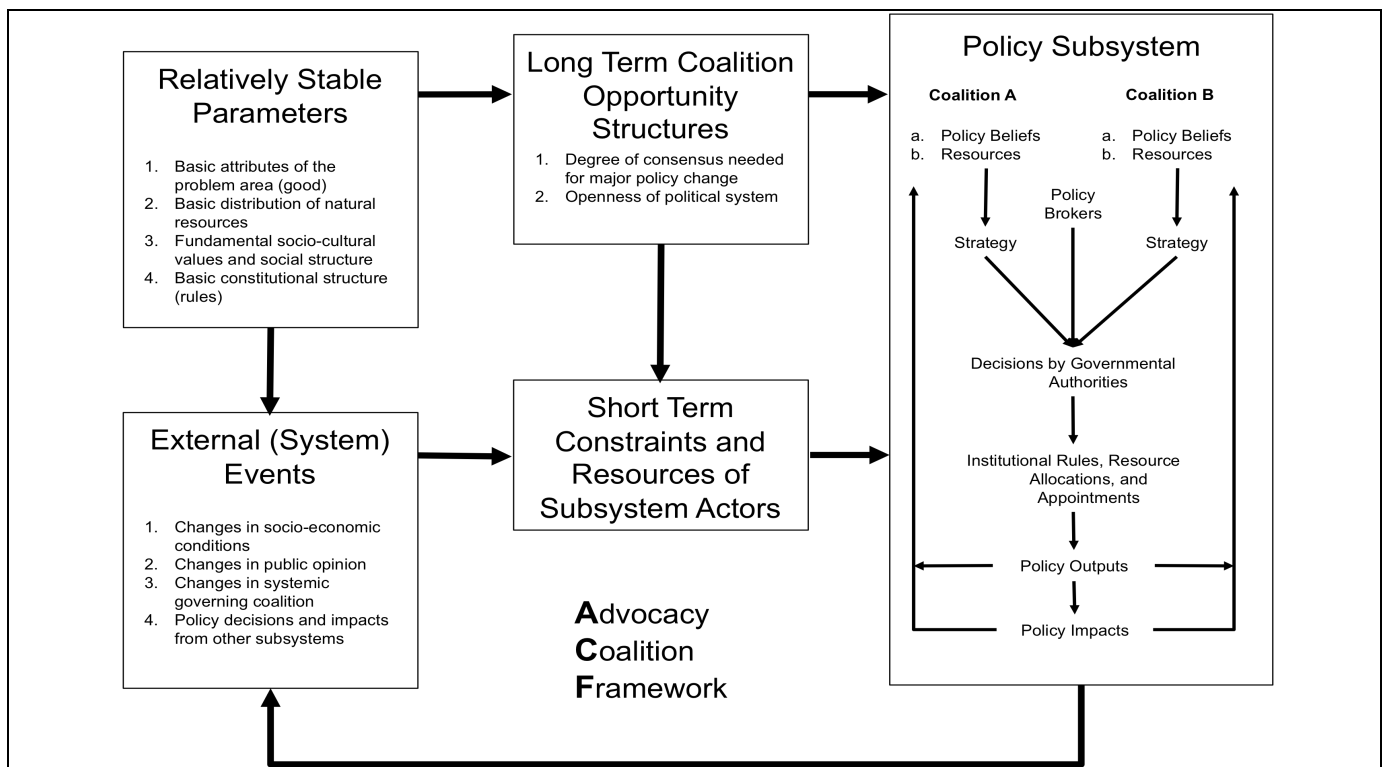 Relatively Stable
Parameters
1. Basic attributes of the
problem area (good)
2. Basic distribution of natural
resources
3. Fundamental socio-cultural
values and social structure
4. Basic constitutional structure
(rules)
Long Term Coalition
Opportunity
Structures
1. Degree of consensus needed
for major policy change
2. Openness of political system
Policy Subsystem
Coalition A
a. Policy Beliefs
b. Resources
Strategy
Coalition B
a. Policy Beliefs
b. Resources
Strategy
Policy
Brokers
Decisions by Governmental
Authorities
Institutional Rules, Resource
Allocations, and
Appointments
Policy Outputs
Policy Impacts
External (System)
Events
1. Changes in socio-economic
conditions
2. Changes in public opinion
3. Changes in systemic
governing coalition
4. Policy decisions and impacts
from other subsystems
Short Term
Constraints and
Resources of
Subsystem Actors
Advocacy
Coalition
Framework